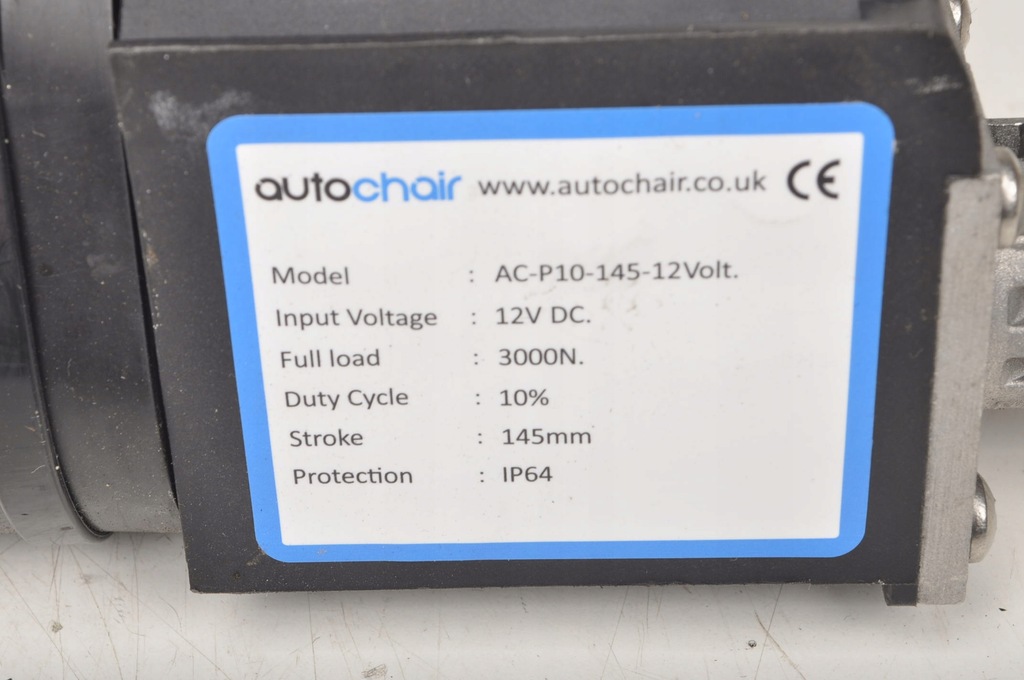 autochair www.autochair.co.uk CE
Model : AC-P10-145-12Volt.
Input Voltage : 12V DC.
Full load : 3000N.
Duty Cycle : 10%
Stroke : 145mm
Protection : IP64